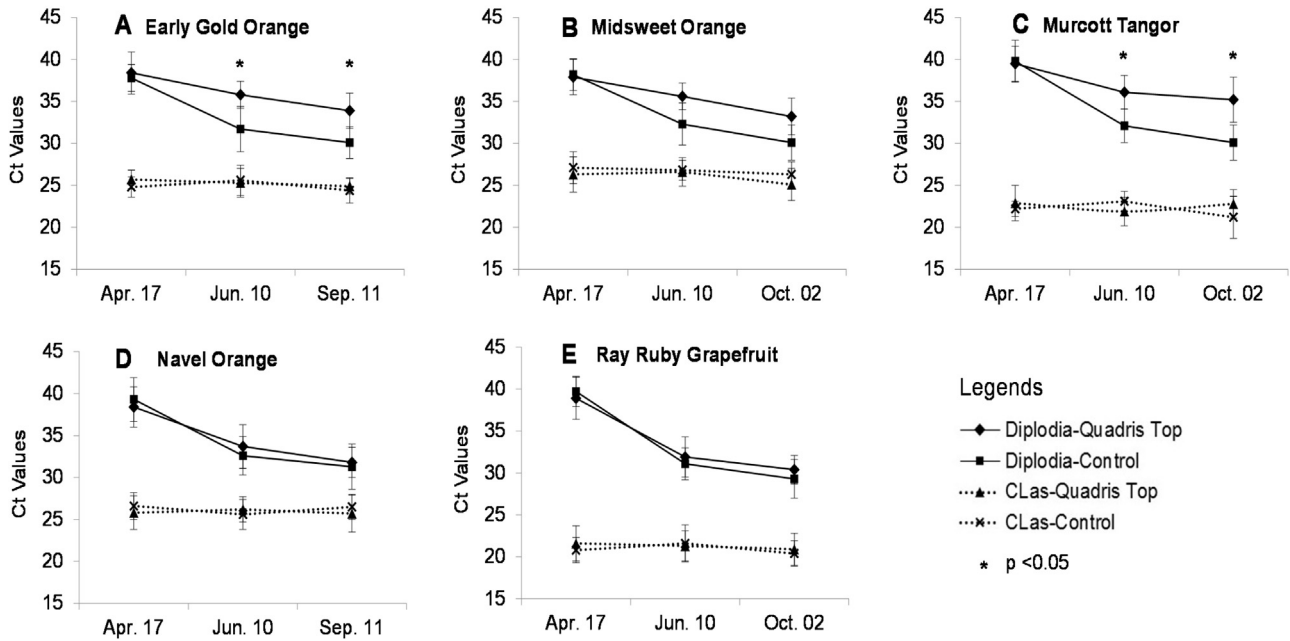 A Early Gold Orange
45
40
35
30
25
20
15
Ct Values
* *
Apr. 17 Jun. 10 Sep. 11
B Midsweet Orange
45
40
35
30
25
20
15
Ct Values
Apr. 17 Jun. 10 Oct. 02
C Murcott Tangor
45
40
35
30
25
20
15
Ct Values
* *
Apr. 17 Jun. 10 Oct. 02
D Navel Orange
45
40
35
30
25
20
15
Ct Values
Apr. 17 Jun. 10 Sep. 11
E Ray Ruby Grapefruit
45
40
35
30
25
20
15
Ct Values
Apr. 17 Jun. 10 Oct. 02
Legends
Diplodia-Quadris Top
Diplodia-Control
CLas-Quadris Top
CLas-Control
* p <0.05